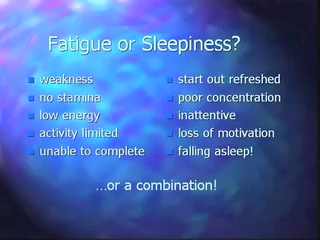 Fatigue or Sleepiness?
weakness
no stamina
low energy
activity limited
unable to complete
start out refreshed
poor concentration
inattentive
loss of motivation
falling asleep!
...or a combination!